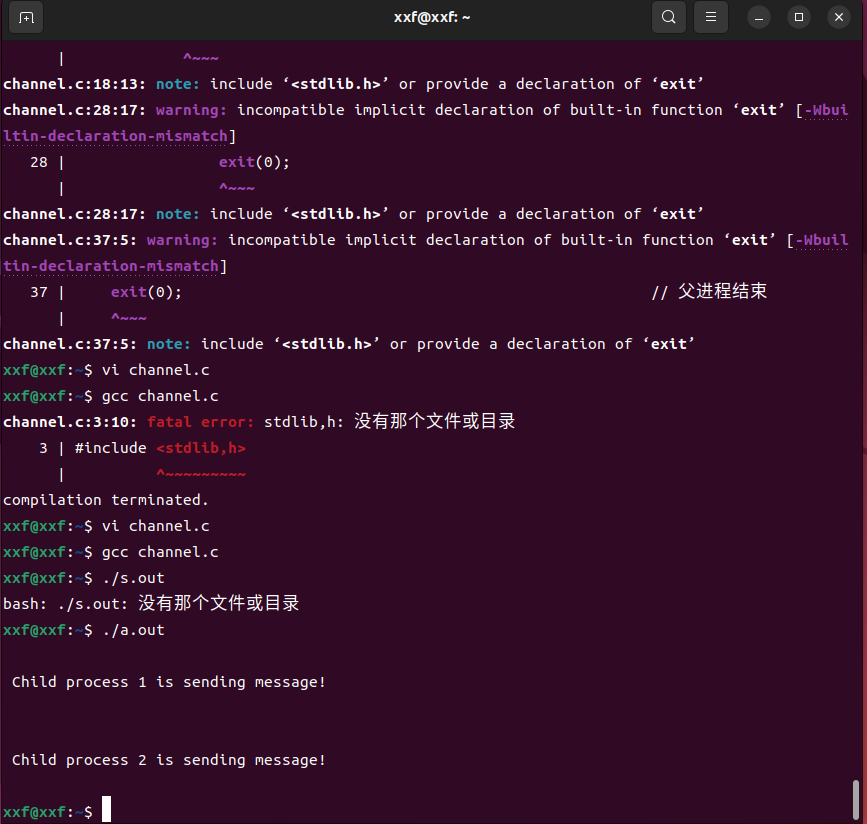 xxf@xxf: ~
|             ^~~~
channel.c:18:13: note: include ‘<stdlib.h>’ or provide a declaration of ‘exit’
channel.c:28:17: warning: incompatible implicit declaration of built-in function ‘exit’ [-Wbui
ltin-declaration-mismatch]
   28 |                 exit(0);
      |                 ^~~~
channel.c:28:17: note: include ‘<stdlib.h>’ or provide a declaration of ‘exit’
channel.c:37:5: warning: incompatible implicit declaration of built-in function ‘exit’ [-Wbuil
tin-declaration-mismatch]
   37 |     exit(0);                                                    // 父进程结束
      |     ^~~~
channel.c:37:5: note: include ‘<stdlib.h>’ or provide a declaration of ‘exit’
xxf@xxf:~$ vi channel.c
xxf@xxf:~$ gcc channel.c
channel.c:3:10: fatal error: stdlib,h: 没有那个文件或目录
    3 | #include <stdlib,h>
      |          ^~~~~~~~~~
compilation terminated.
xxf@xxf:~$ vi channel.c
xxf@xxf:~$ gcc channel.c
xxf@xxf:~$ ./s.out
bash: ./s.out: 没有那个文件或目录
xxf@xxf:~$ ./a.out
 Child process 1 is sending message!
 Child process 2 is sending message!
xxf@xxf:~$